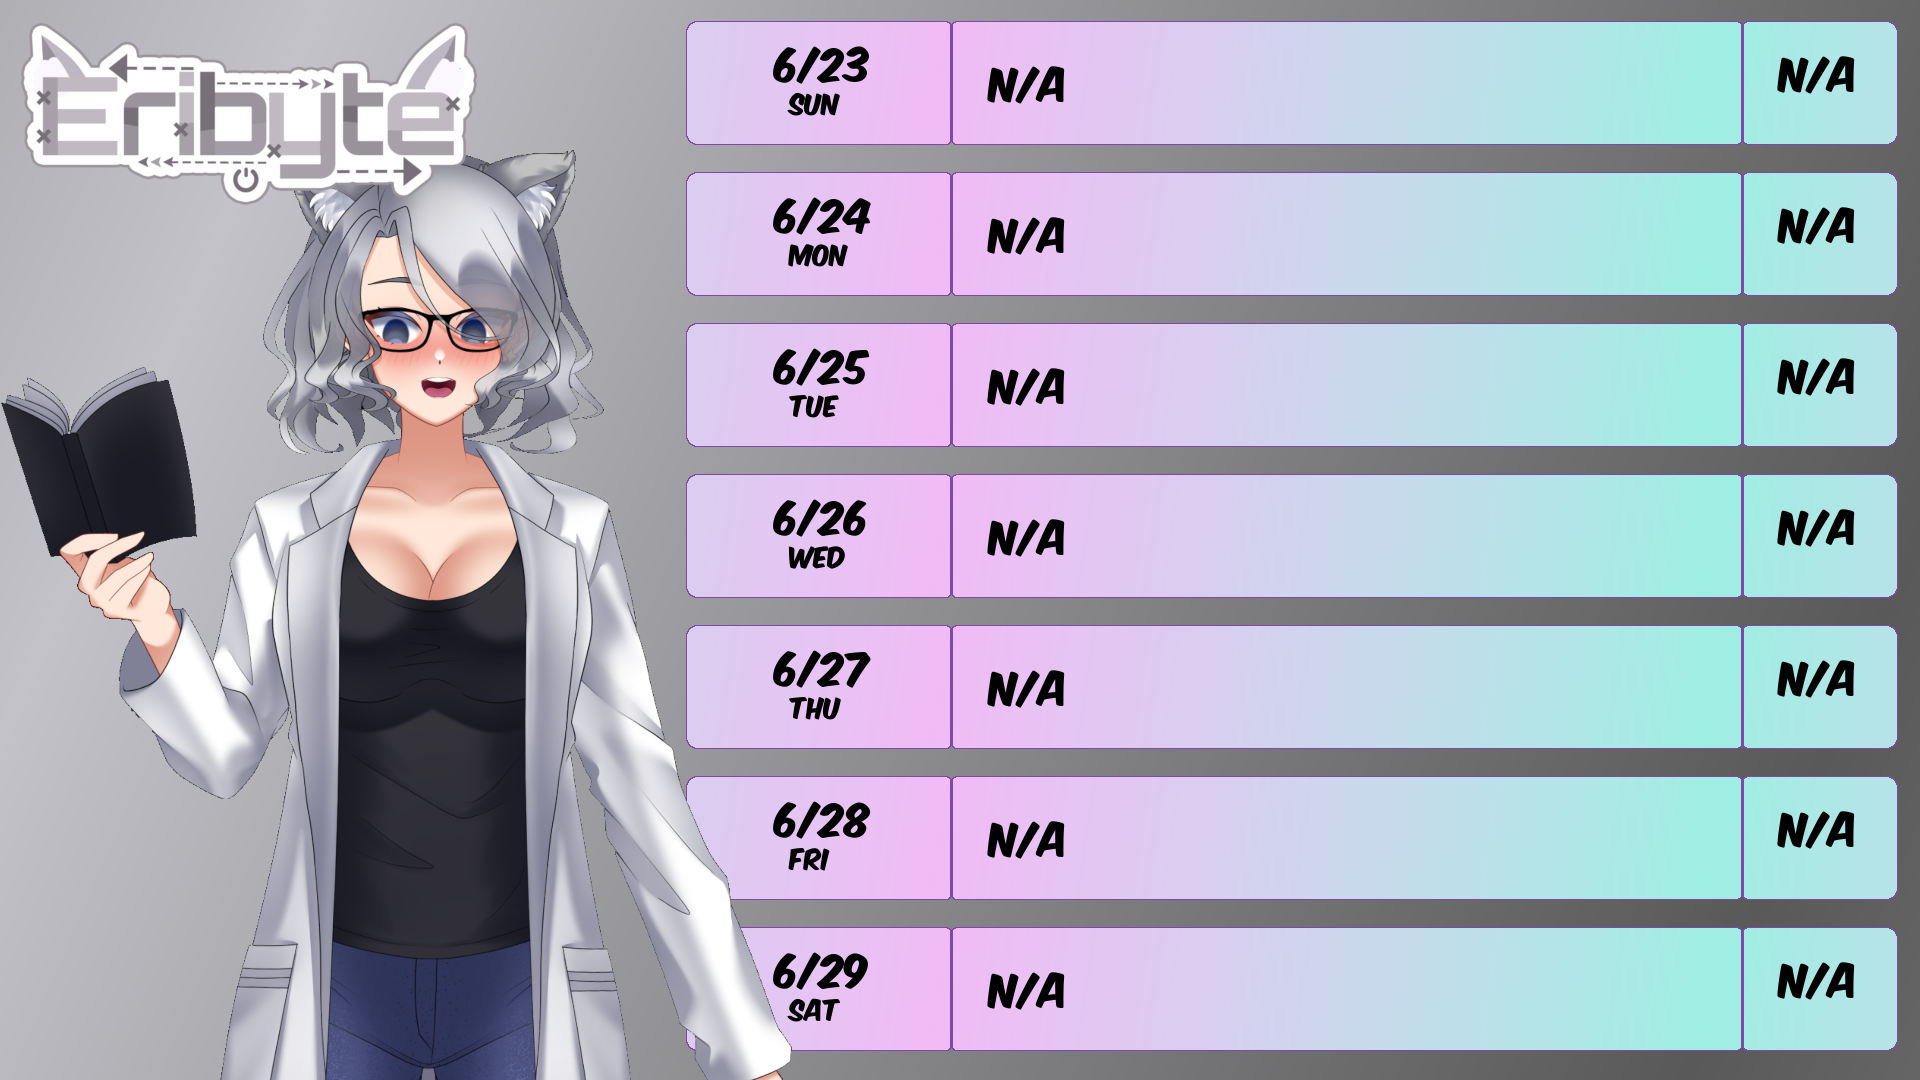 Eribyte
6/23
SUN
N/A
N/A
6/24
MON
N/A
N/A
6/25
TUE
N/A
N/A
6/26
WED
N/A
N/A
6/27
THU
N/A
N/A
6/28
FRI
N/A
N/A
6/29
SAT
N/A
N/A